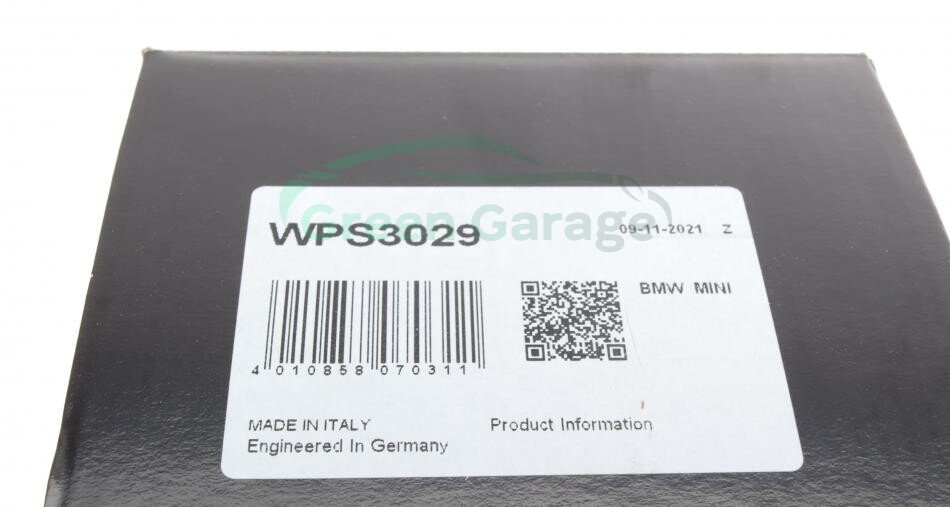 Green Garage
WPS3029
09-11-2021 Z
BMW MINI
4 010858 070311
MADE IN ITALY
Engineered In Germany
Product Information